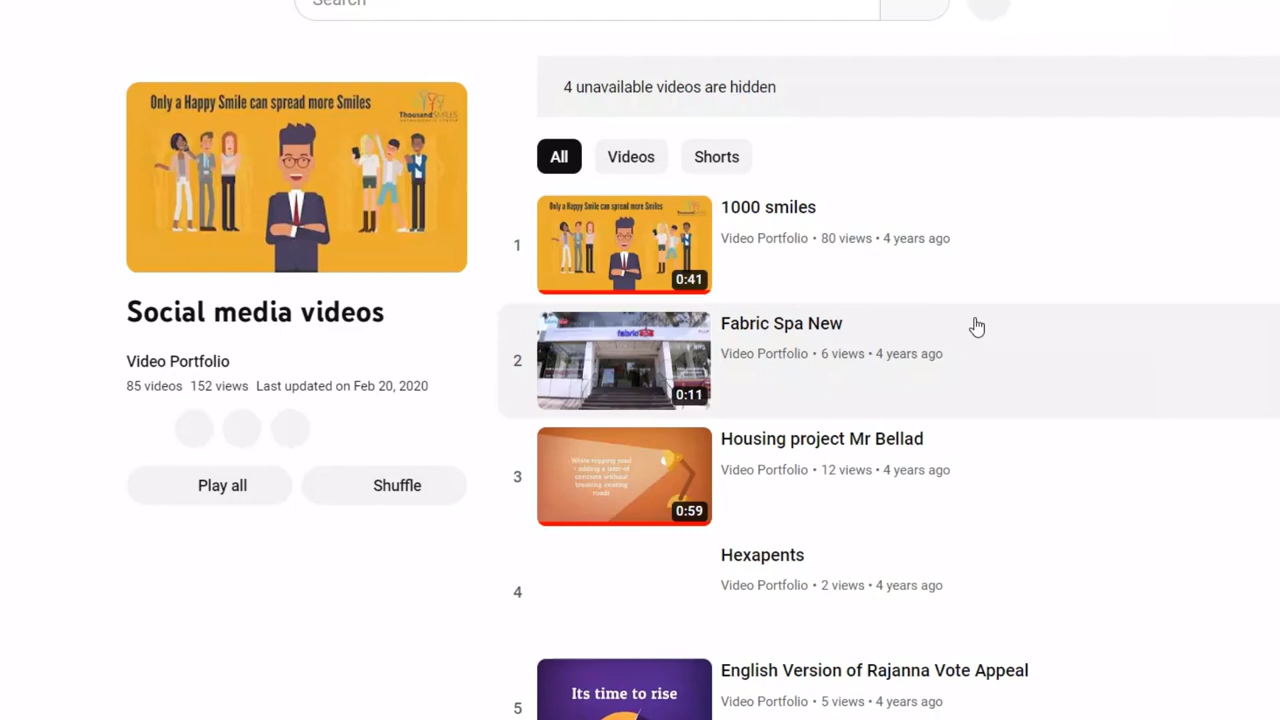 Search
Only a Happy Smile can spread more Smiles
ThousandSMILES
Social media videos
Video Portfolio
85 videos 152 views Last updated on Feb 20, 2020
Play all
Shuffle
4 unavailable videos are hidden
All
Videos
Shorts
1
Only a Happy Smile can spread more Smiles
0:41
1000 smiles
Video Portfolio • 80 views • 4 years ago
2
fabric
0:11
Fabric Spa New
Video Portfolio • 6 views • 4 years ago
3
0:59
Housing project Mr Bellad
Video Portfolio • 12 views • 4 years ago
4
Hexapents
Video Portfolio • 2 views • 4 years ago
5
Its time to rise
English Version of Rajanna Vote Appeal
Video Portfolio • 5 views • 4 years ago